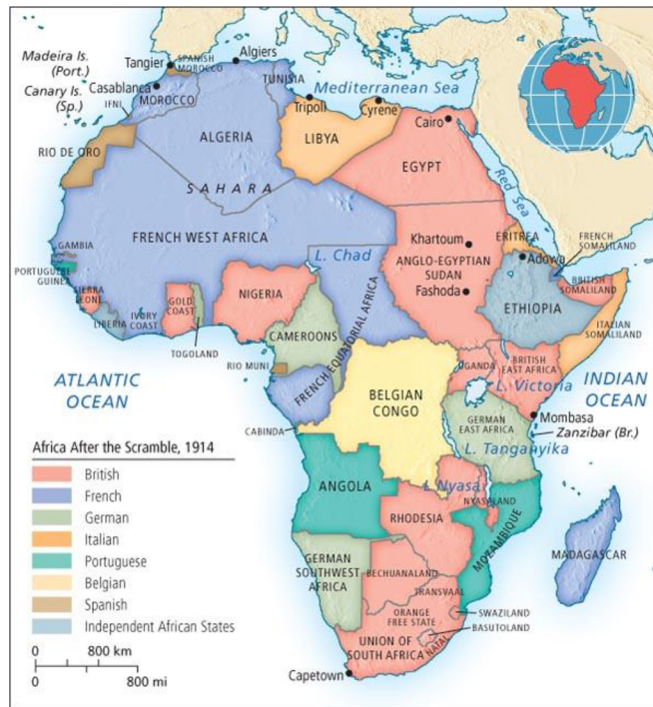 Madeira Is.
(Port.)
Canary Is.
(Sp.)
Tangier
SPANISH
MOROCCO
Algiers
Casablanca
IFNI
MOROCCO
TUNISIA
Mediterranean Sea
Tripoli
Cyrene
Cairo
RIO DE ORO
ALGERIA
LIBYA
EGYPT
SAHARA
Red Sea
FRENCH WEST AFRICA
L. Chad
Khartoum
ANGLO-EGYPTIAN
SUDAN
Fashoda
ERITREA
Adowa
FRENCH
SOMALILAND
BRITISH
SOMALILAND
ETHIOPIA
ITALIAN
SOMALILAND
GAMBIA
PORTUGUESE
GUINEA
SIERRA
LEONE
LIBERIA
IVORY
COAST
GOLD
COAST
TOGOLAND
NIGERIA
CAMEROONS
RIO MUNI
FRENCH EQUATORIAL AFRICA
CABINDA
BELGIAN
CONGO
UGANDA
BRITISH
EAST AFRICA
L. Victoria
GERMAN
EAST AFRICA
L. Tanganyika
Mombasa
Zanzibar (Br.)
ATLANTIC
OCEAN
INDIAN
OCEAN
ANGOLA
L. Nyasa
NYASALAND
RHODESIA
MOZAMBIQUE
MADAGASCAR
GERMAN
SOUTHWEST
AFRICA
BECHUANALAND
TRANSVAAL
ORANGE
FREE STATE
SWAZILAND
BASUTOLAND
UNION OF
SOUTH AFRICA
NATAL
Capetown
Africa After the Scramble, 1914
British
French
German
Italian
Portuguese
Belgian
Spanish
Independent African States
0 800 km
0 800 mi